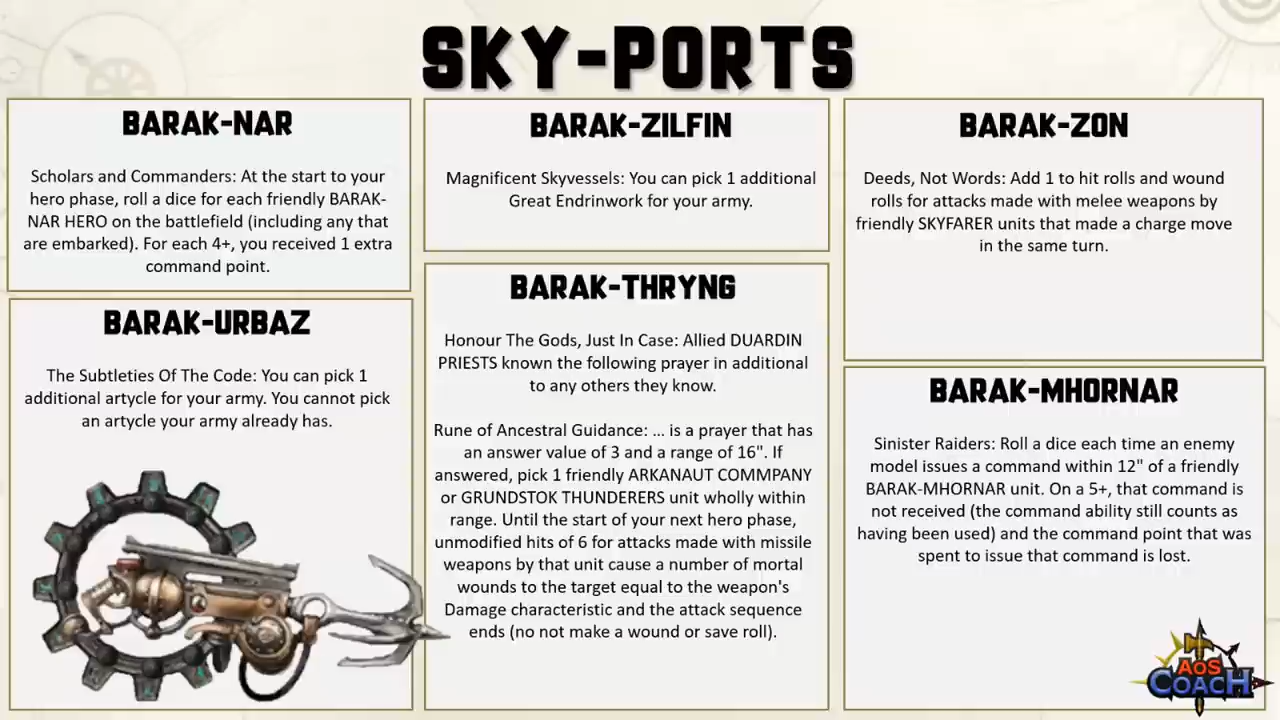 SKY-PORTS
BARAK-NAR
Scholars and Commanders: At the start to your
hero phase, roll a dice for each friendly BARAK-
NAR HERO on the battlefield (including any that
are embarked). For each 4+, you received 1 extra
command point.
BARAK-URBAZ
The Subtleties Of The Code: You can pick 1
additional artycle for your army. You cannot pick
an artycle your army already has.
BARAK-ZILFIN
Magnificent Skyvessels: You can pick 1 additional
Great Endrinwork for your army.
BARAK-THRYNG
Honour The Gods, Just In Case: Allied DUARDIN
PRIESTS known the following prayer in additional
to any others they know.
Rune of Ancestral Guidance: ... is a prayer that has
an answer value of 3 and a range of 16". If
answered, pick 1 friendly ARKANAUT COMMPANY
or GRUNDSTOK THUNDERERS unit wholly within
range. Until the start of your next hero phase,
unmodified hits of 6 for attacks made with missile
weapons by that unit cause a number of mortal
wounds to the target equal to the weapon's
Damage characteristic and the attack sequence
ends (no not make a wound or save roll).
BARAK-ZON
Deeds, Not Words: Add 1 to hit rolls and wound
rolls for attacks made with melee weapons by
friendly SKYFARER units that made a charge move
in the same turn.
BARAK-MHORNAR
Sinister Raiders: Roll a dice each time an enemy
model issues a command within 12" of a friendly
BARAK-MHORNAR unit. On a 5+, that command is
not received (the command ability still counts as
having been used) and the command point that was
spent to issue that command is lost.
AoS
COACH